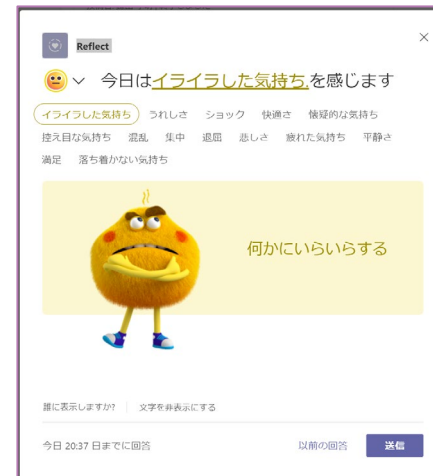 Reflect
今日はイライラした気持ち.を感じます
イライラした気持ち うれしさ ショック 快適さ 懐疑的な気持ち
控え目な気持ち 混乱 集中 退屈 悲しさ 疲れた気持ち 平静さ
満足 落ち着かない気持ち
何かにいらいらする
誰に表示しますか? 文字を非表示にする
今日 20:37 日までに回答 以前の回答 送信